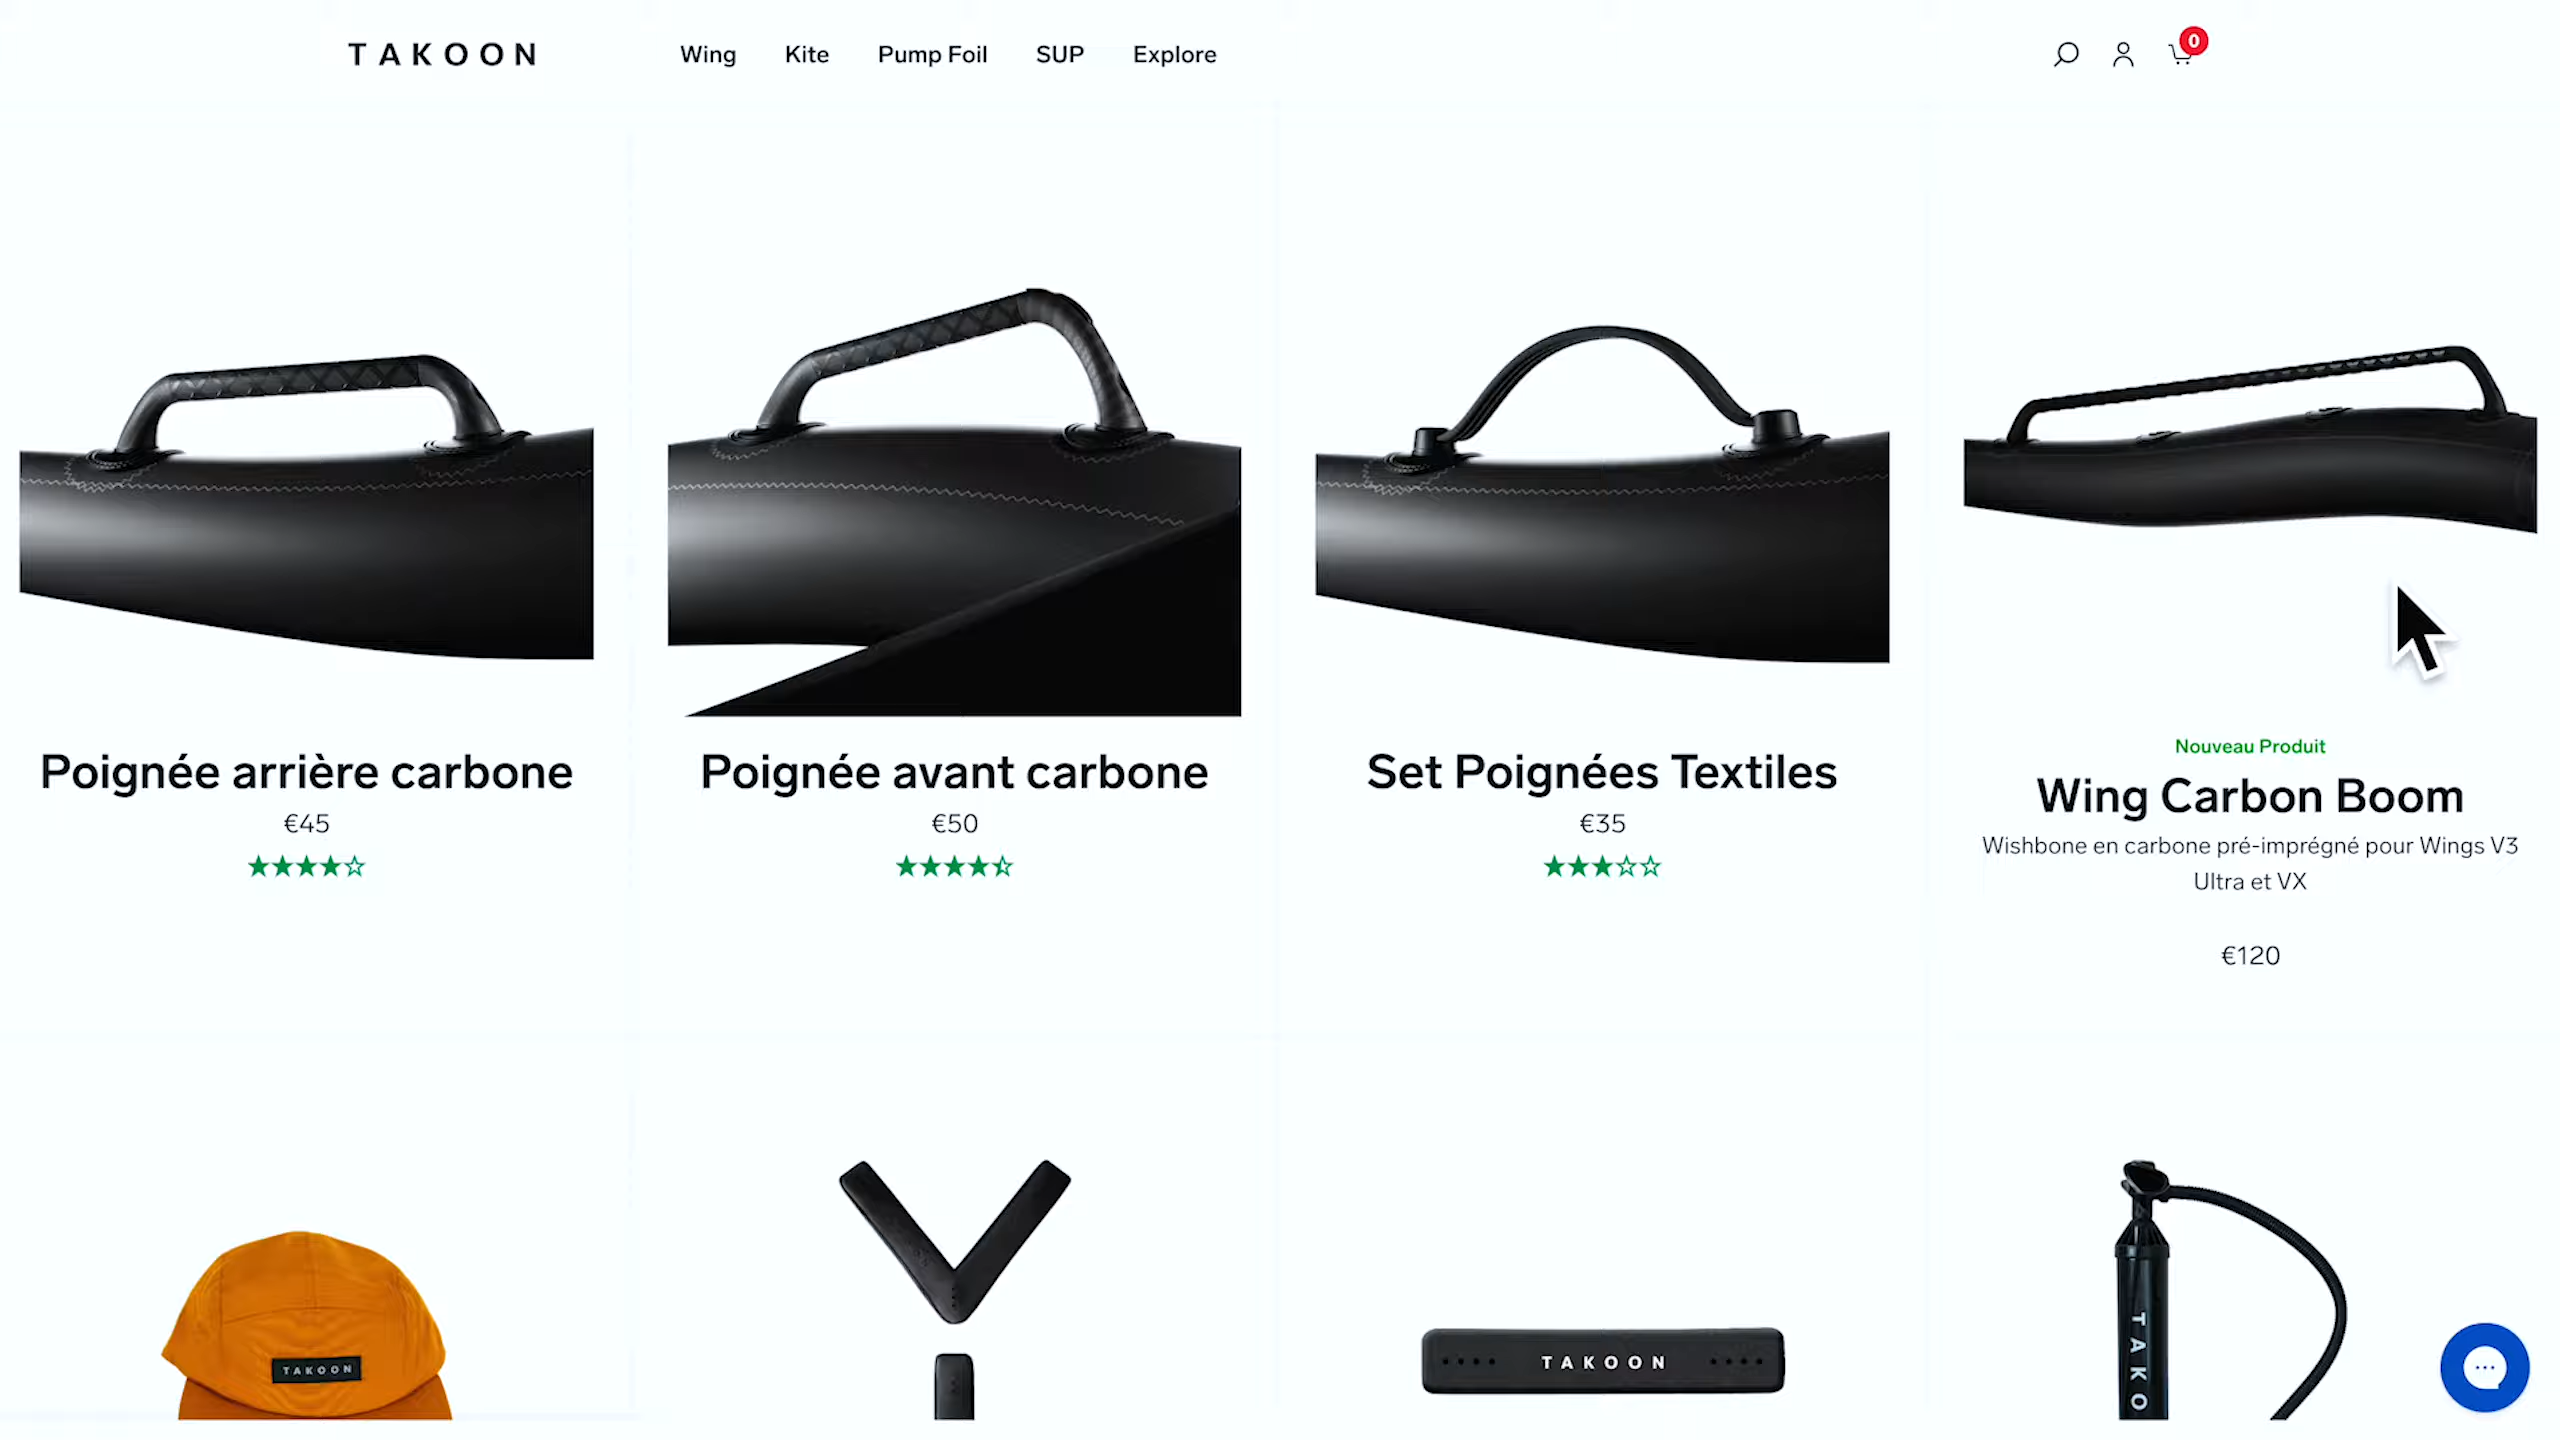 TAKOON
Wing
Kite
Pump Foil
SUP
Explore
0
Poignée arrière carbone
€45
Poignée avant carbone
€50
Set Poignées Textiles
€35
Nouveau Produit
Wing Carbon Boom
Wishbone en carbone pré-imprégné pour Wings V3
Ultra et VX
€120
TAKOON
TAKOON
TAKO